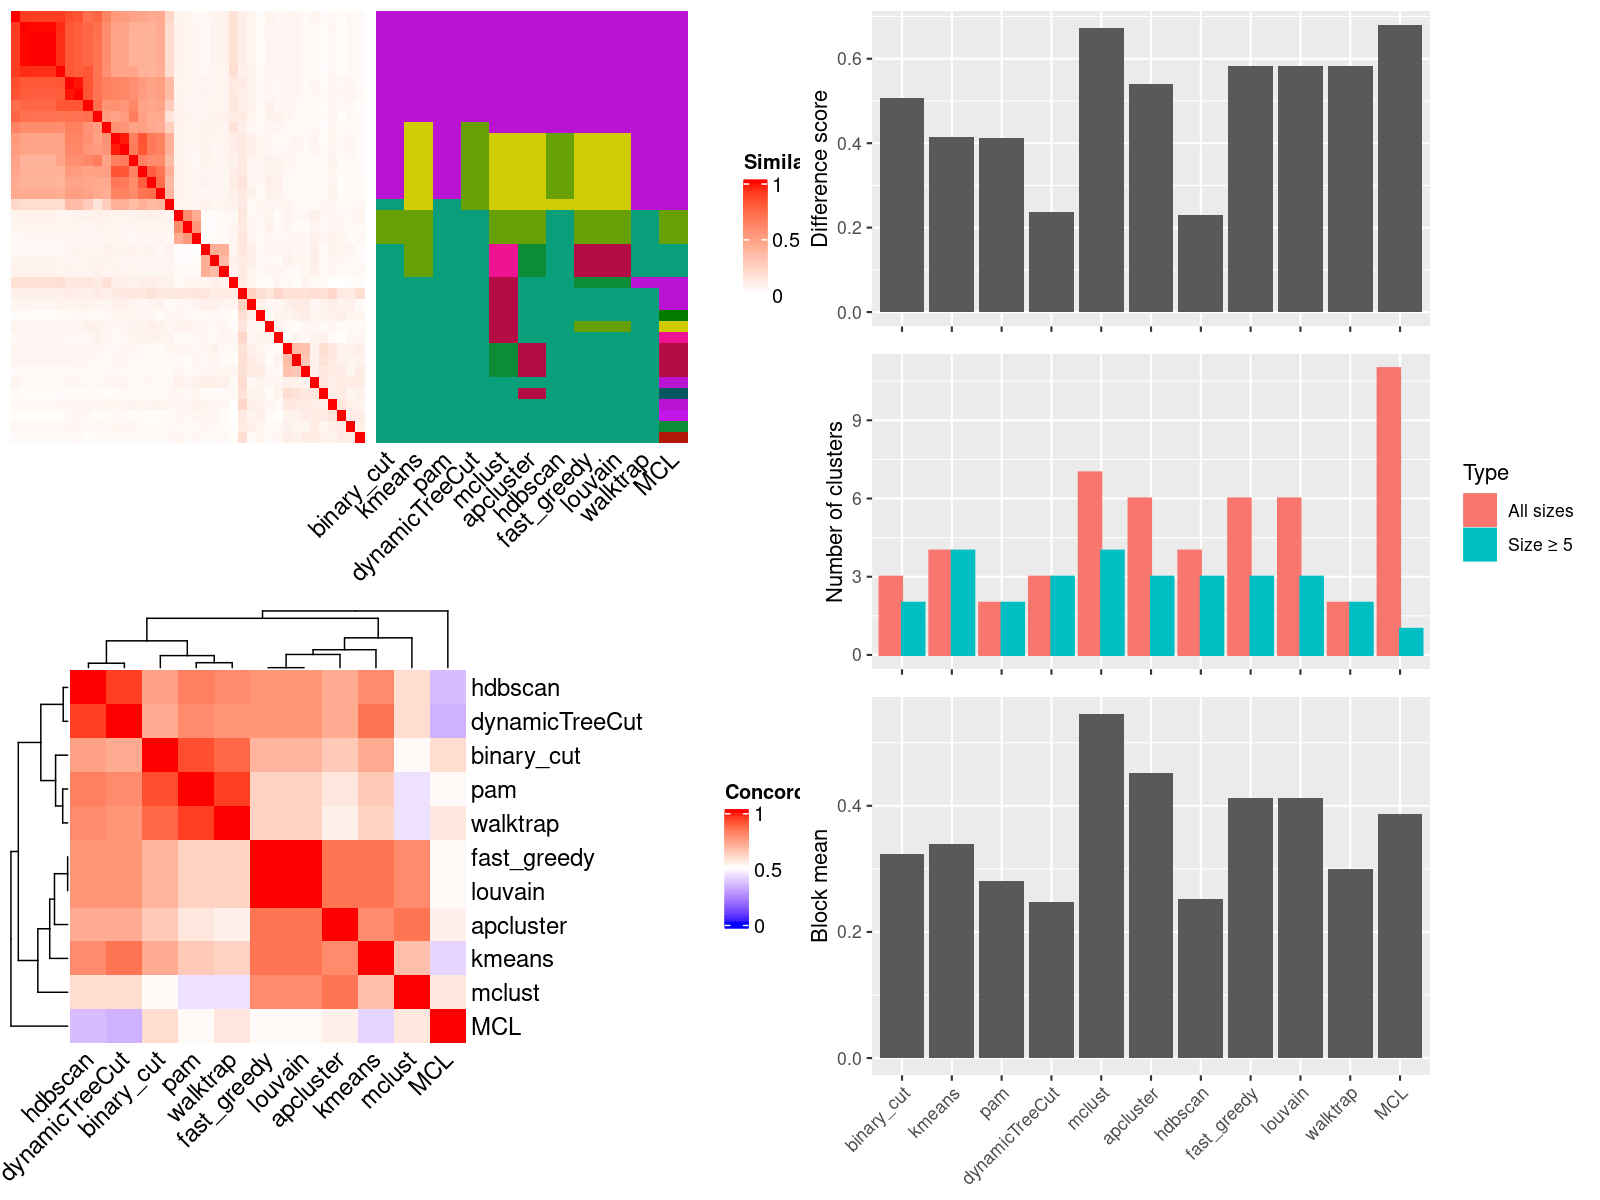 Simila
1
0.5
0
binary_cut
kmeans
pam
dynamicTreeCut
mclust
apcluster
hdbscan
fast_greedy
louvain
walktrap
MCL
hdbscan
dynamicTreeCut
binary_cut
pam
walktrap
fast_greedy
louvain
apcluster
kmeans
mclust
MCL
hdbscan
dynamicTreeCut
binary_cut
pam
walktrap
fast_greedy
louvain
apcluster
kmeans
mclust
MCL
Concord
1
0.5
0
Difference score
0.6
0.4
0.2
0.0
Number of clusters
9
6
3
0
Type
All sizes
Size ≥ 5
Block mean
0.4
0.2
0.0
binary_cut
kmeans
pam
dynamicTreeCut
mclust
apcluster
hdbscan
fast_greedy
louvain
walktrap
MCL